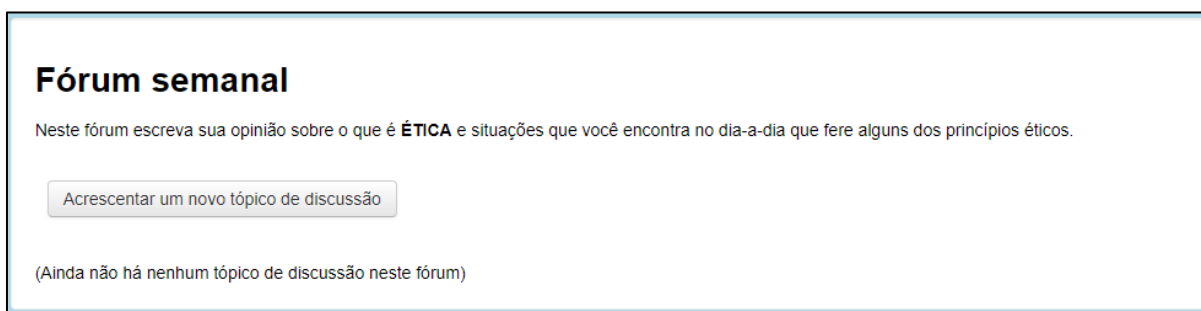 Fórum semanal
Neste fórum escreva sua opinião sobre o que é ÉTICA e situações que você encontra no dia-a-dia que fere alguns dos princípios éticos.
Acrescentar um novo tópico de discussão
(Ainda não há nenhum tópico de discussão neste fórum)